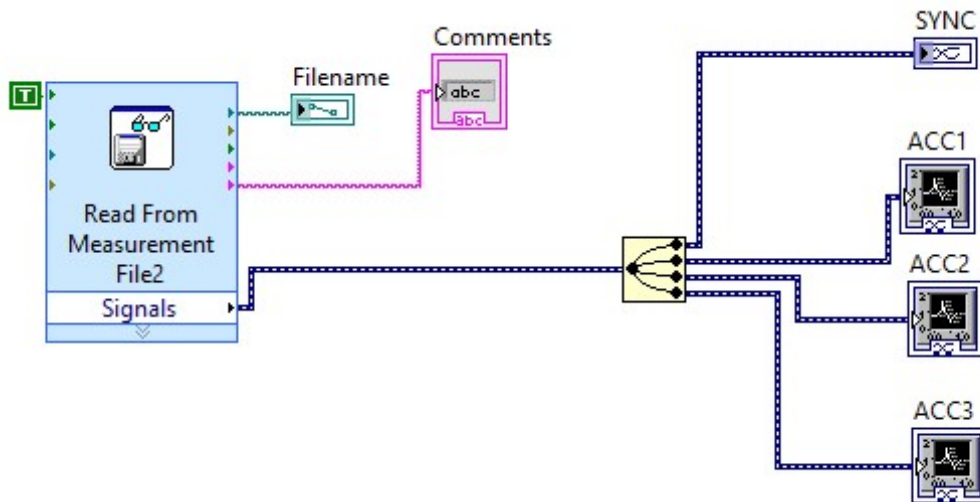 SYNC
Comments
Filename
T
abc
abc
ACC1
Read From
Measurement
File2
Signals
ACC2
ACC3